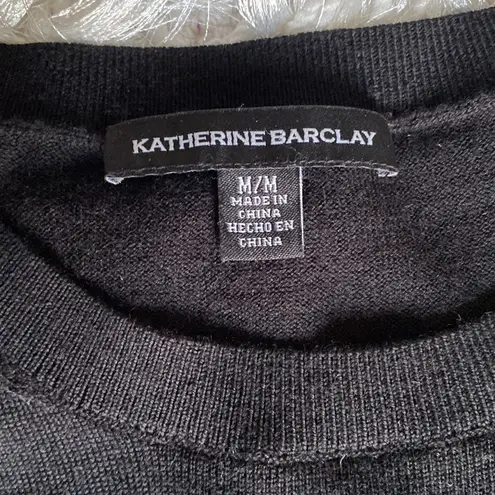 KATHERINE BARCLAY
M/M
MADE IN
CHINA
HECHO EN
CHINA